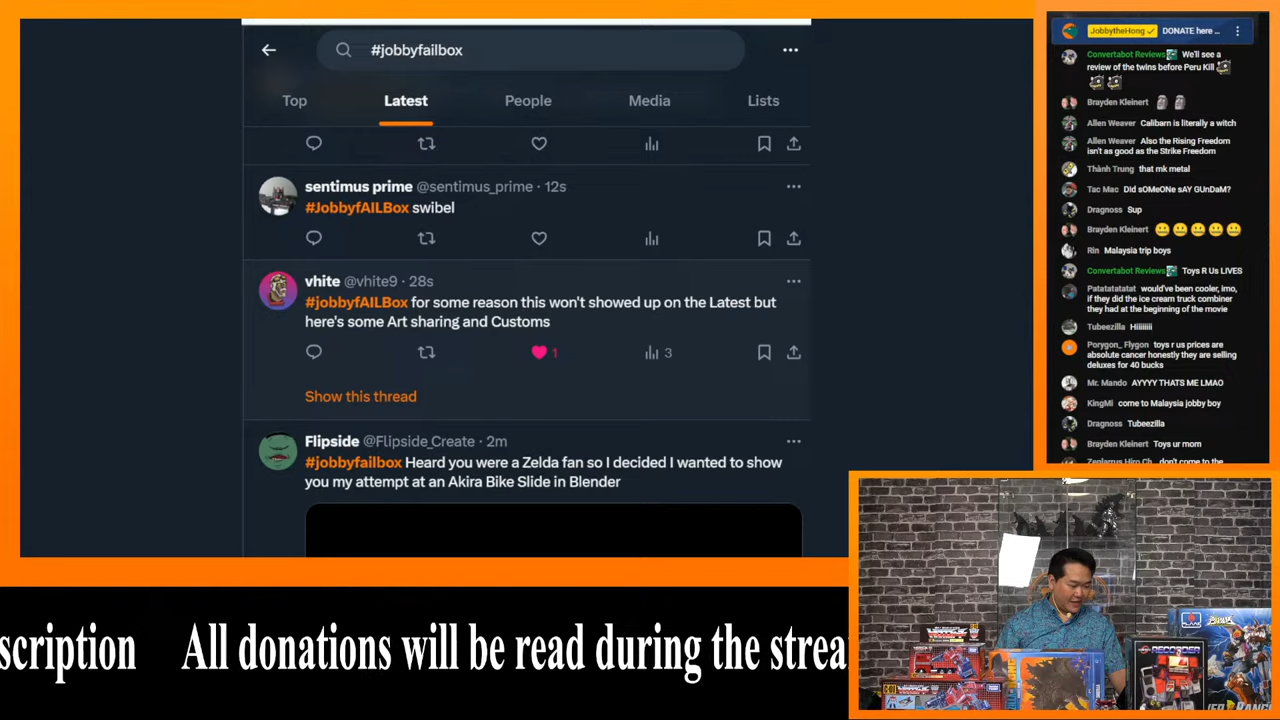 #jobbyfailbox
Top
Latest
People
Media
Lists
sentimus prime @sentimus_prime · 12s
#JobbyfAILBox swibel
vhite @vhite9 · 28s
#jobbyfAILBox for some reason this won't showed up on the Latest but
here's some Art sharing and Customs
1
3
Show this thread
Flipside @Flipside_Create · 2m
#jobbyfailbox Heard you were a Zelda fan so I decided I wanted to show
you my attempt at an Akira Bike Slide in Blender
JobbytheHong DONATE here ...
Convertabot Reviews We'll see a
review of the twins before Peru Kill
Brayden Kleinert
Allen Weaver Calibarn is literally a witch
Allen Weaver Also the Rising Freedom
isn't as good as the Strike Freedom
Thành Trung that mk metal
Tac Mac Did sOMeONe sAY GUnDaM?
Dragnoss Sup
Brayden Kleinert
Rin Malaysia trip boys
Convertabot Reviews Toys R Us LIVES
Patatatatatat would've been cooler, imo,
if they did the ice cream truck combiner
they had at the beginning of the movie
Tubeezilla Hiiiiiiii
Porygon_ Flygon toys r us prices are
absolute cancer honestly they are selling
deluxes for 40 bucks
Mr. Mando AYYYY THATS ME LMAO
KingMi come to Malaysia jobby boy
Dragnoss Tubeezilla
Brayden Kleinert Toys ur mom
don't come to the
scription All donations will be read during the strea
RECORDER